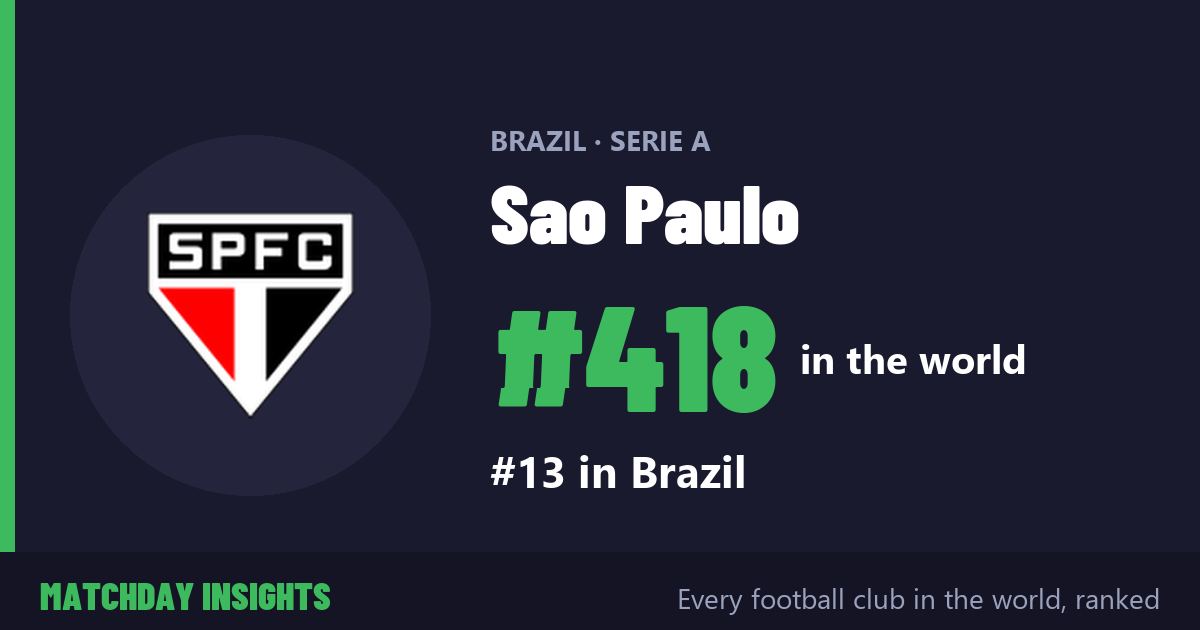 BRAZIL · SERIE A
Sao Paulo
SPFC
#418 in the world
#13 in Brazil
MATCHDAY INSIGHTS
Every football club in the world, ranked